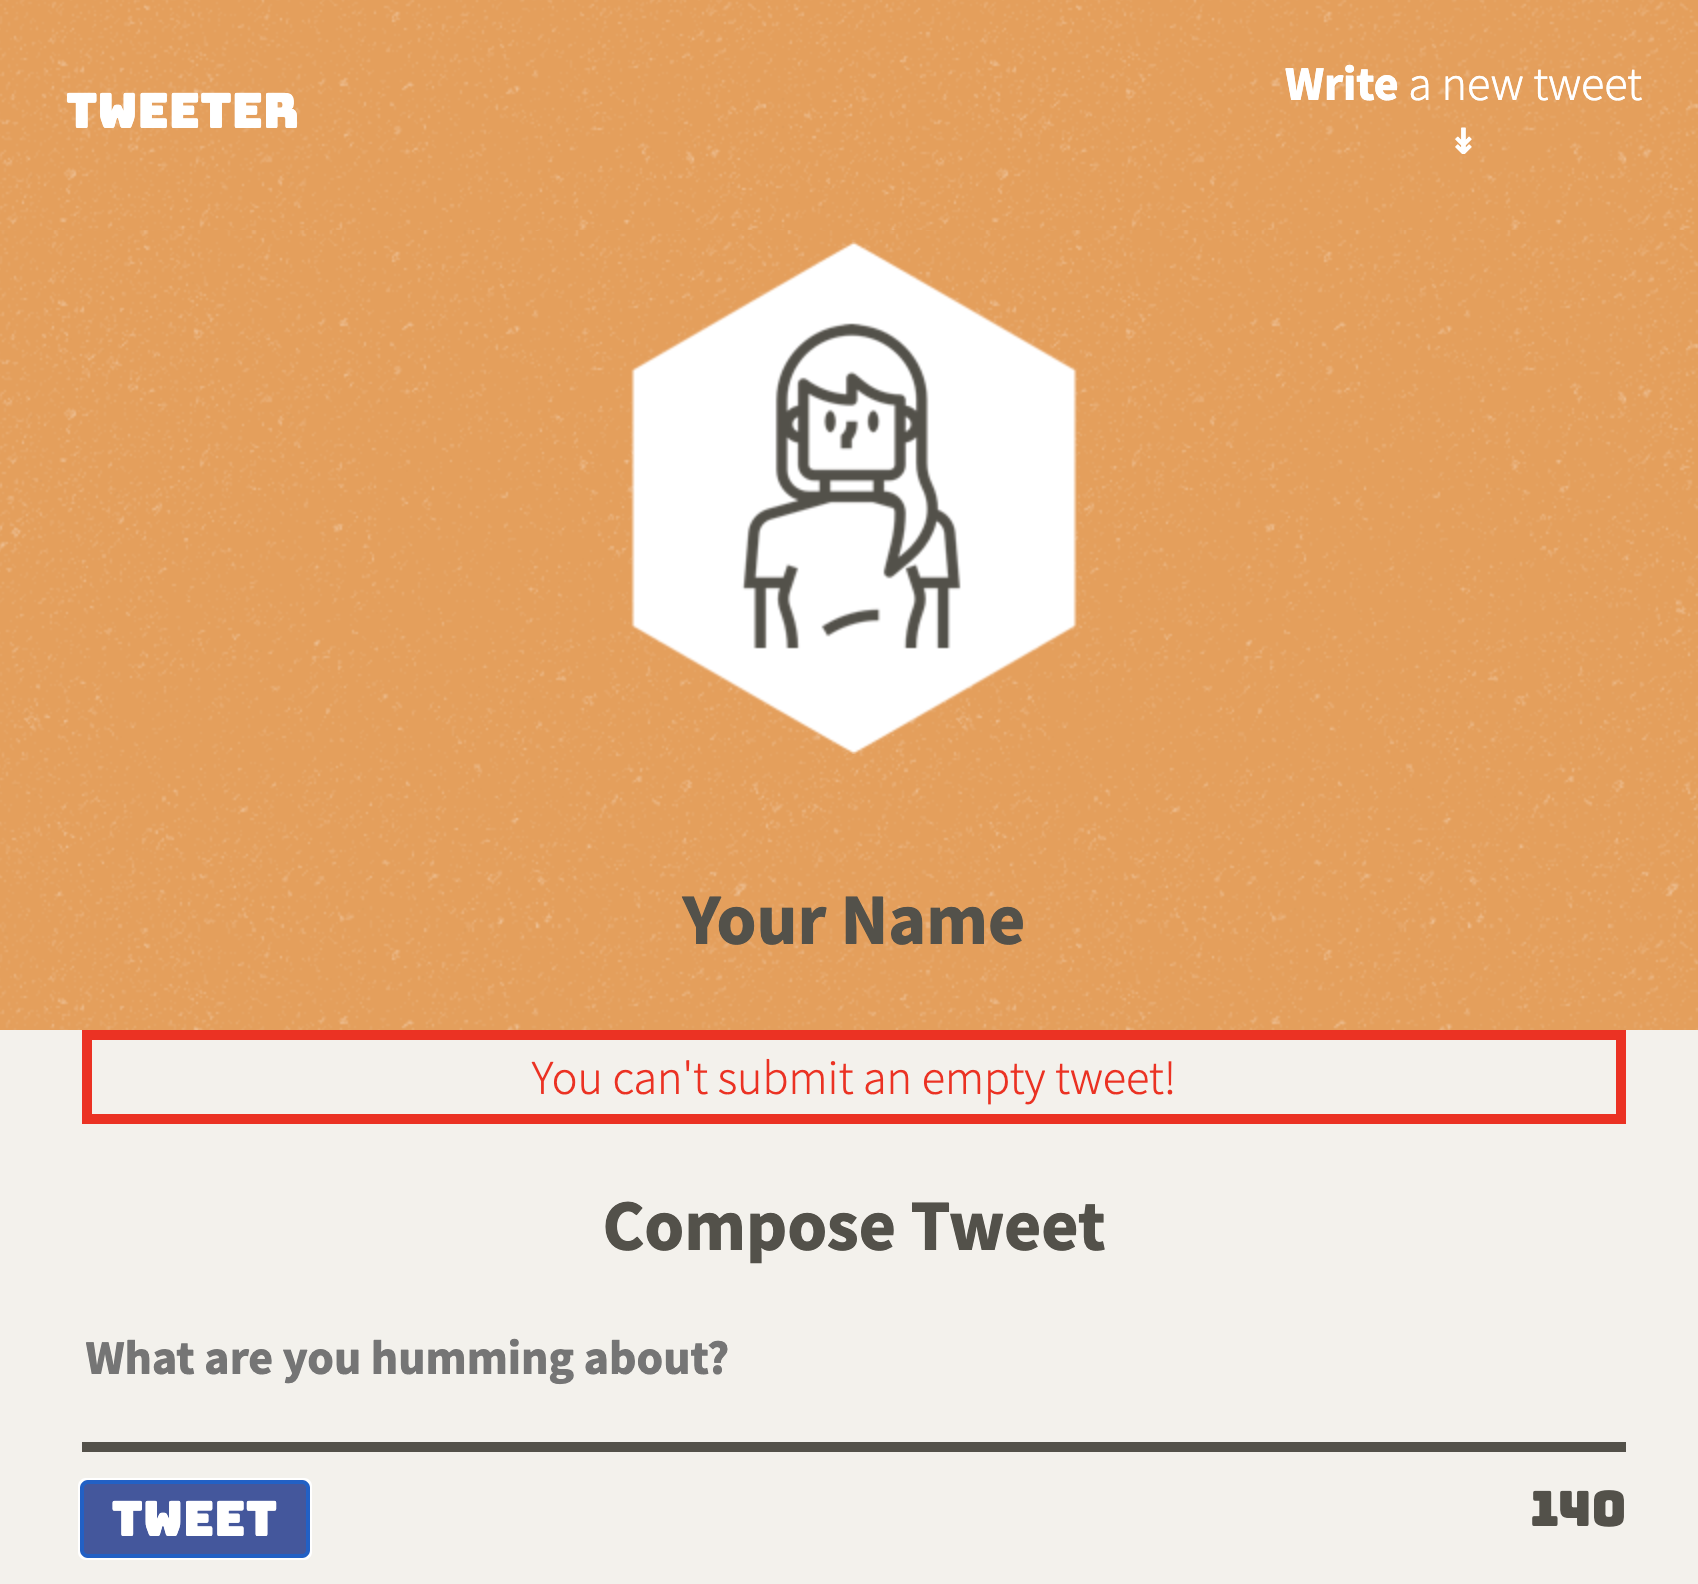 TWEETER
Write a new tweet
Your Name
You can't submit an empty tweet!
Compose Tweet
What are you humming about?
TWEET
140